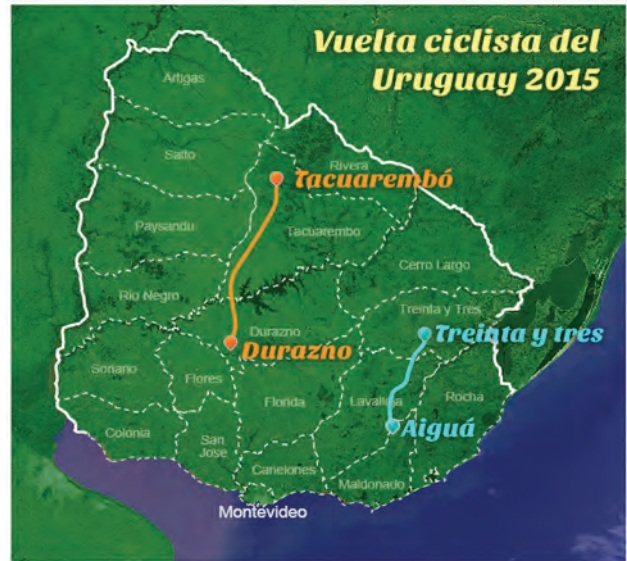 Vuelta ciclista del
Uruguay 2015
Artigas
Salto
Rivera
Tacuarembó
Paysandu
Tacuarembo
Cerro Largo
Río Negro
Treinta y Tres
Durazno
Treinta y tres
Durazno
Soriano
Flores
Florida
Lavalleja
Rocha
Aiguá
Colonia
San
Jose
Canelones
Maldonado
Montevideo